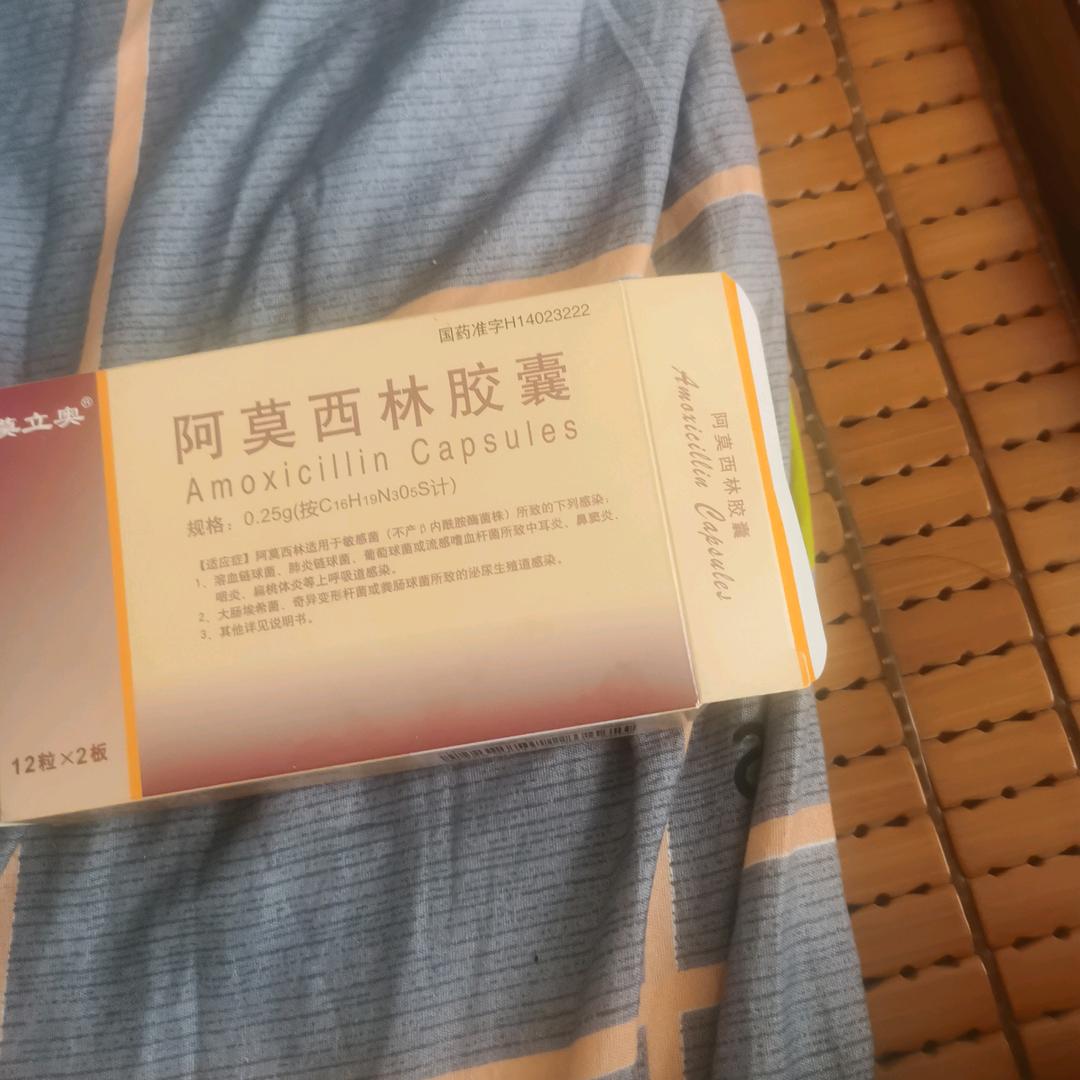 国药准字H14023222
莫立奥®
阿莫西林胶囊
Amoxicillin Capsules
规格：0.25g(按C16H19N3O5S计)
【适应症】阿莫西林适用于敏感菌（不产β内酰胺酶菌株）所致的下列感染：
1、溶血链球菌、肺炎链球菌、葡萄球菌或流感嗜血杆菌所致中耳炎、鼻窦炎、
咽炎、扁桃体炎等上呼吸道感染。
2、大肠埃希菌、奇异变形杆菌或粪肠球菌所致的泌尿生殖道感染。
3、其他详见说明书。
12粒×2板
阿莫西林胶囊
Amoxicillin Capsules